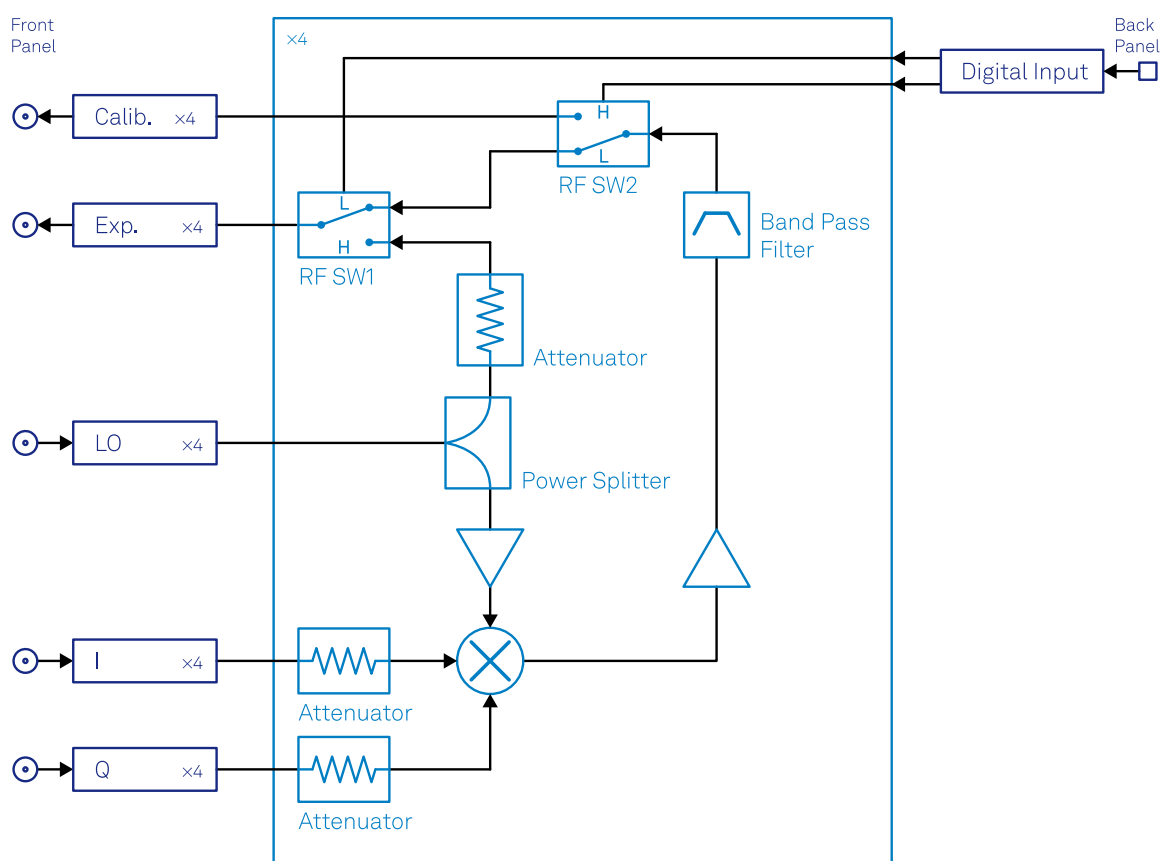 Front
Panel
×4
Back
Panel
Digital Input
Calib. ×4
H
L
RF SW2
Exp. ×4
L
H
RF SW1
Band Pass
Filter
Attenuator
LO ×4
Power Splitter
I ×4
Attenuator
Q ×4
Attenuator